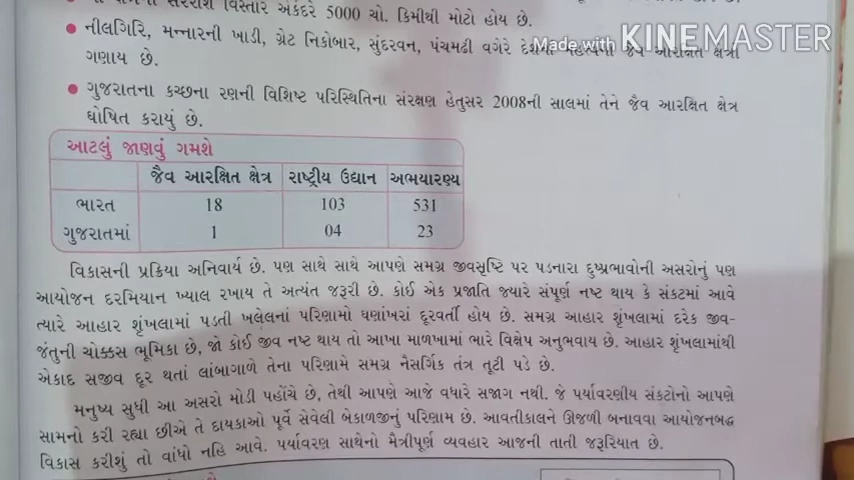 વિસ્તાર એકંદરે 5000 ચો. કિમીથી મોટો હોય છે.
Made with KINEMASTER
• નીલગિરિ, મન્નારની ખાડી, ગ્રેટ નિકોબાર, સુંદરવન, પંચમઢી વગેરે
ગણાય છે.
• ગુજરાતના કચ્છના રણની વિશિષ્ટ પરિસ્થિતિના સંરક્ષણ હેતુસર 2008ની સાલમાં તેને જૈવ આરક્ષિત ક્ષેત્ર
ઘોષિત કરાયું છે.
આટલું જાણવું ગમશે
જૈવ આરક્ષિત ક્ષેત્ર રાષ્ટ્રીય ઉદ્યાન અભયારણ્ય
ભારત 18 103 531
ગુજરાતમાં 1 04 23
વિકાસની પ્રક્રિયા અનિવાર્ય છે. પણ સાથે સાથે આપણે સમગ્ર જીવસૃષ્ટિ પર પડનારા દુષ્પ્રભાવોની અસરોનું પણ
આયોજન દરમિયાન ખ્યાલ રખાય તે અત્યંત જરૂરી છે. કોઈ એક પ્રજાતિ જ્યારે સંપૂર્ણ નષ્ટ થાય કે સંકટમાં આવે
ત્યારે આહાર શૃંખલામાં પડતી ખલેલનાં પરિણામો ઘણાંખરાં દૂરવર્તી હોય છે. સમગ્ર આહાર શૃંખલામાં દરેક જીવ-
જંતુની ચોક્કસ ભૂમિકા છે, જો કોઈ જીવ નષ્ટ થાય તો આખા માળખામાં ભારે વિક્ષેપ અનુભવાય છે. આહાર શૃંખલામાંથી
એકાદ સજીવ દૂર થતાં લાંબાગાળે તેના પરિણામે સમગ્ર નૈસર્ગિક તંત્ર તૂટી પડે છે.
મનુષ્ય સુધી આ અસરો મોડી પહોંચે છે, તેથી આપણે આજે વધારે સજાગ નથી. જે પર્યાવરણીય સંકટોનો આપણે
સામનો કરી રહ્યા છીએ તે દાયકાઓ પૂર્વે સેવેલી બેકાળજીનું પરિણામ છે. આવતીકાલને ઊજળી બનાવવા આયોજનબદ્ધ
વિકાસ કરીશું તો વાંધો નહિ આવે. પર્યાવરણ સાથેનો મૈત્રીપૂર્ણ વ્યવહાર આજની તાતી જરૂરિયાત છે.